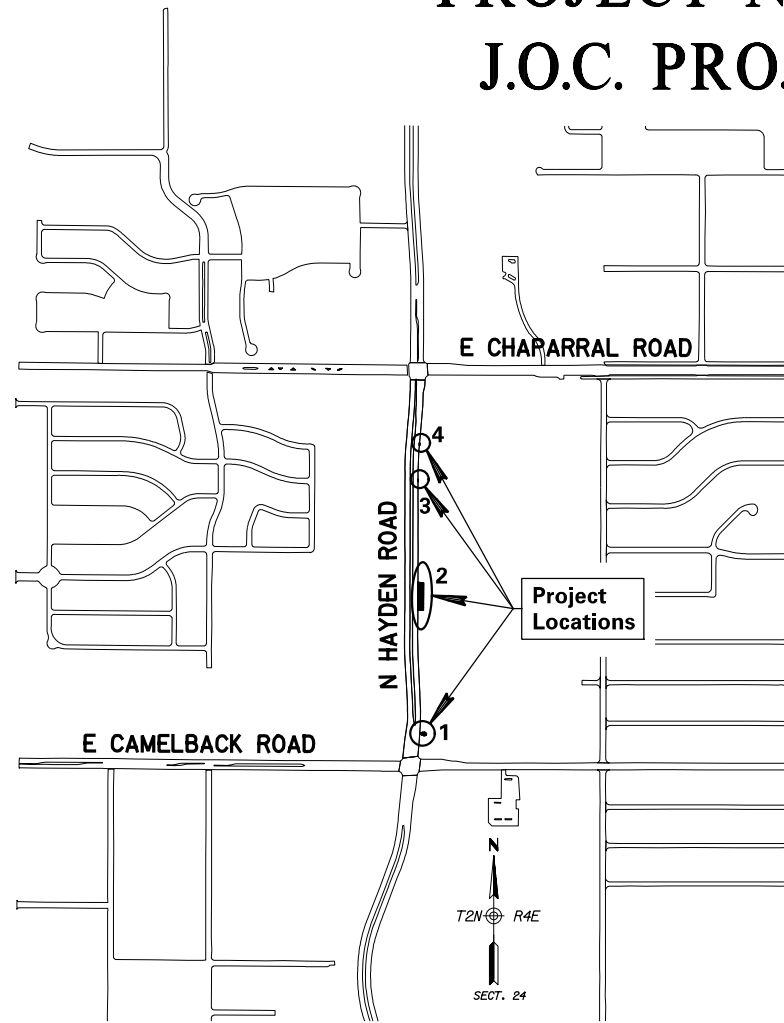 J.O.C. PRO
E CHAPARRAL ROAD
4
3
N HAYDEN ROAD
2
Project
Locations
1
E CAMELBACK ROAD
N
T2N R4E
SECT. 24